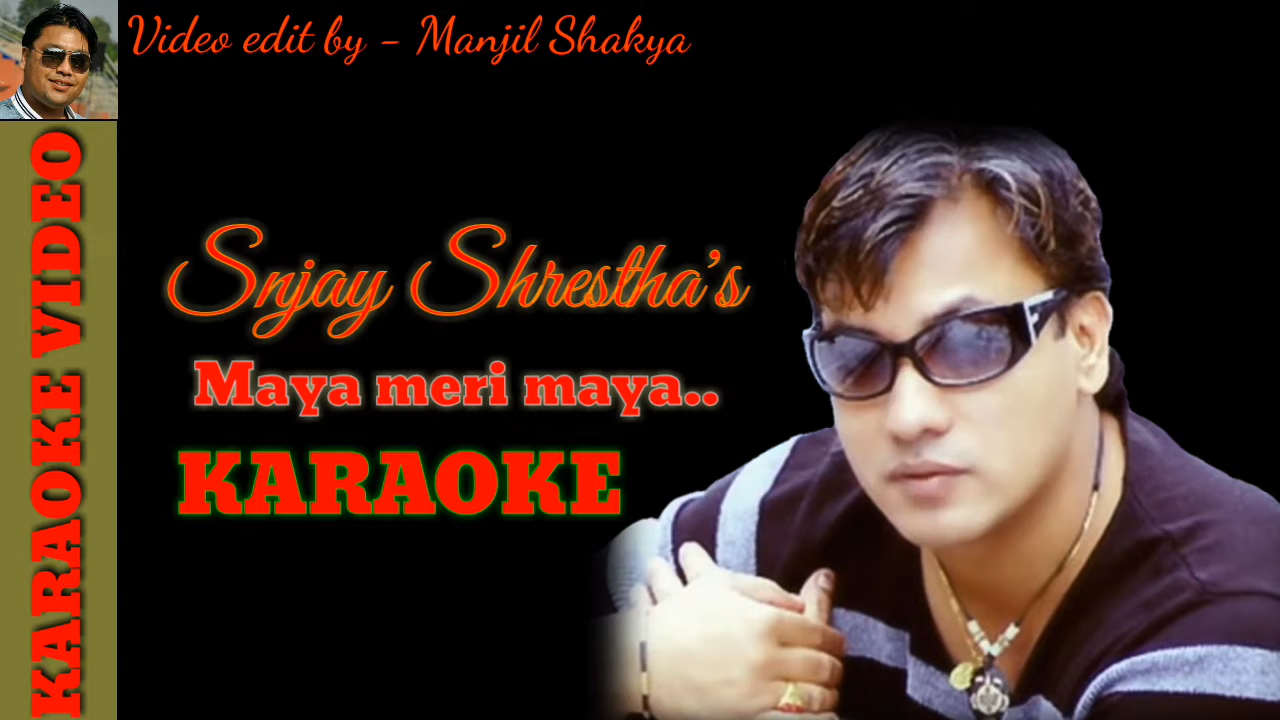 Video edit by - Manjil Shakya
KARAOKE VIDEO
Snjay Shrestha's
Maya meri maya..
KARAOKE